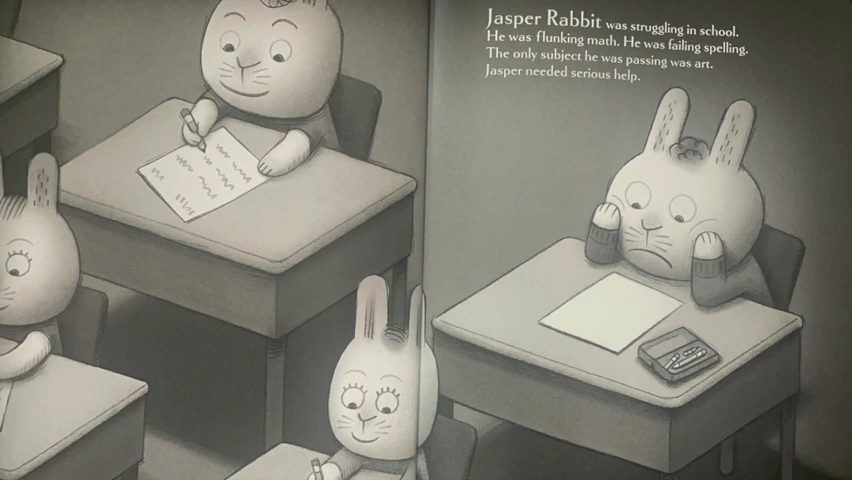 Jasper Rabbit was struggling in school.
He was flunking math. He was failing spelling.
The only subject he was passing was art.
Jasper needed serious help.